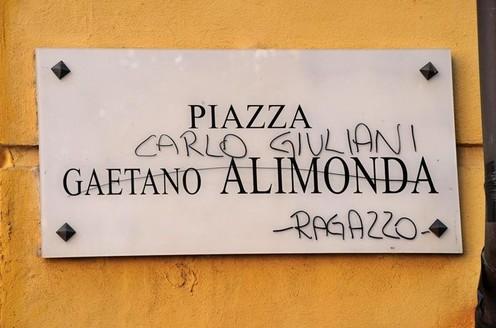 PIAZZA
CARLO GIULIANI
GAETANO ALIMONDA
-RAGAZZO-